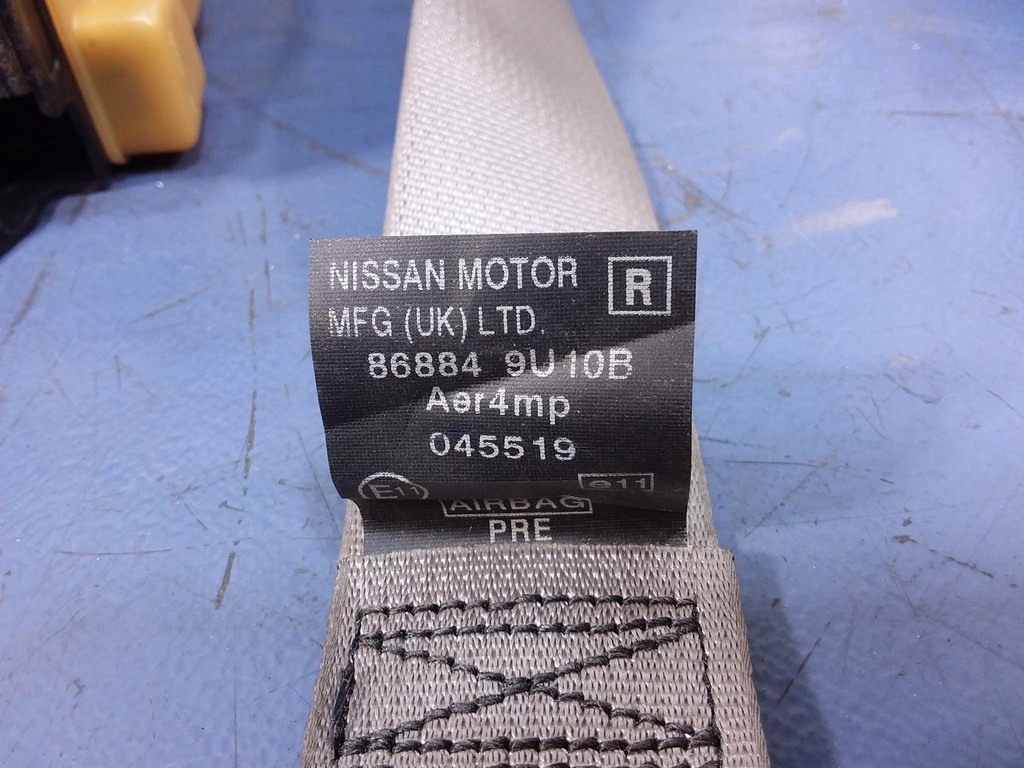 NISSAN MOTOR R
MFG (UK) LTD.
86884 9U10B
Aer4mp
045519
E11 e11
AIRBAG
PRE